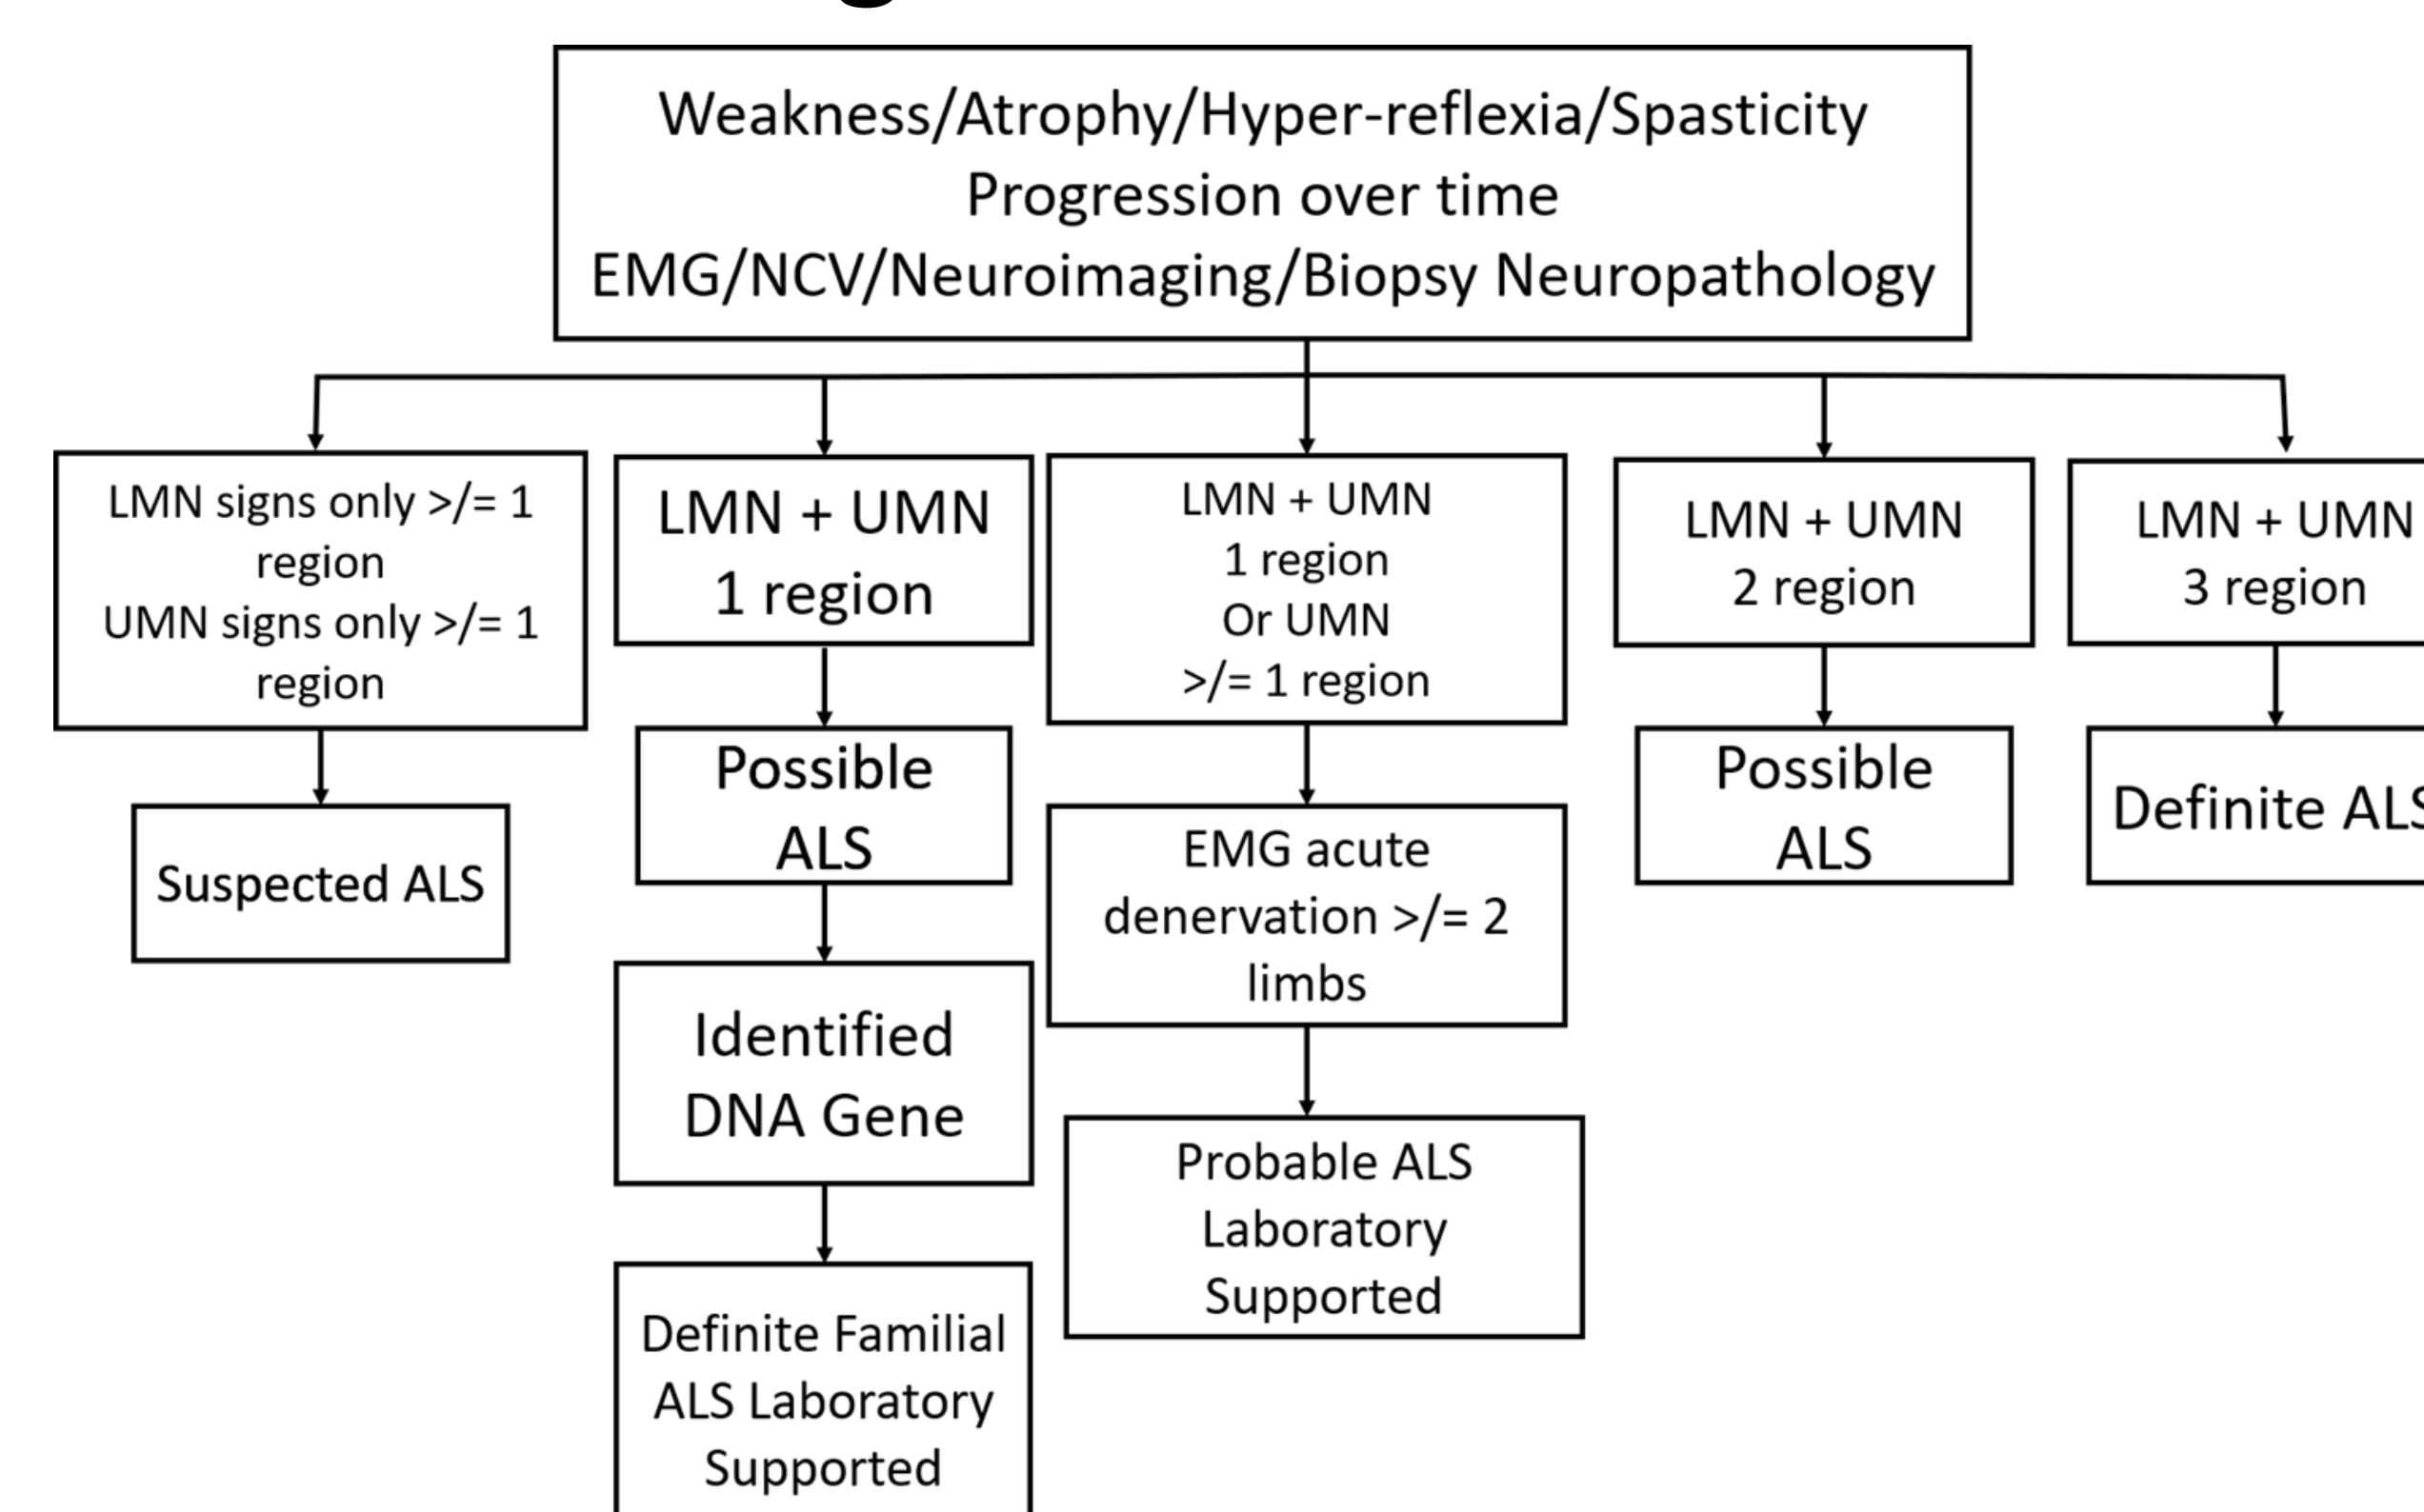 Weakness/Atrophy/Hyper-reflexia/Spasticity
Progression over time
EMG/NCV/Neuroimaging/Biopsy Neuropathology
LMN signs only >/= 1
region
UMN signs only >/= 1
region
Suspected ALS
LMN + UMN
1 region
Possible
ALS
Identified
DNA Gene
Definite Familial
ALS Laboratory
Supported
LMN + UMN
1 region
Or UMN
>/= 1 region
EMG acute
denervation >/= 2
limbs
Probable ALS
Laboratory
Supported
LMN + UMN
2 region
Possible
ALS
LMN + UMN
3 region
Definite ALS